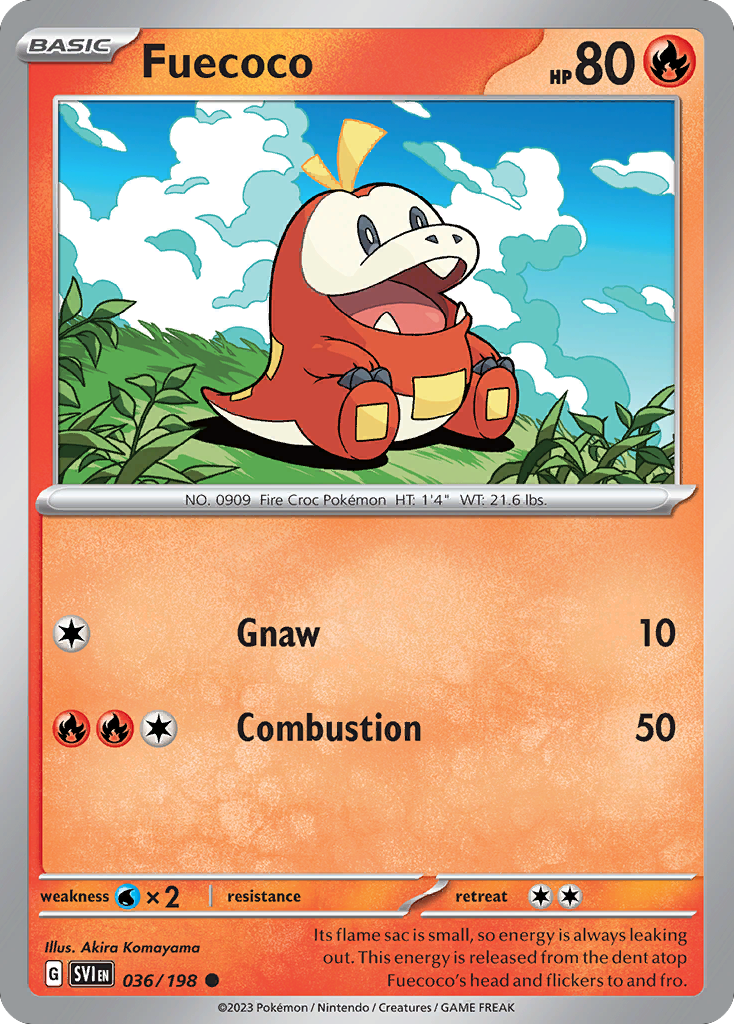 BASIC Fuecoco HP 80
NO. 0909 Fire Croc Pokémon HT: 1'4" WT: 21.6 lbs.
Gnaw 10
Combustion 50
weakness × 2 resistance retreat
Illus. Akira Komayama
G SVI EN 036/198
Its flame sac is small, so energy is always leaking
out. This energy is released from the dent atop
Fuecoco's head and flickers to and fro.
©2023 Pokémon / Nintendo / Creatures / GAME FREAK